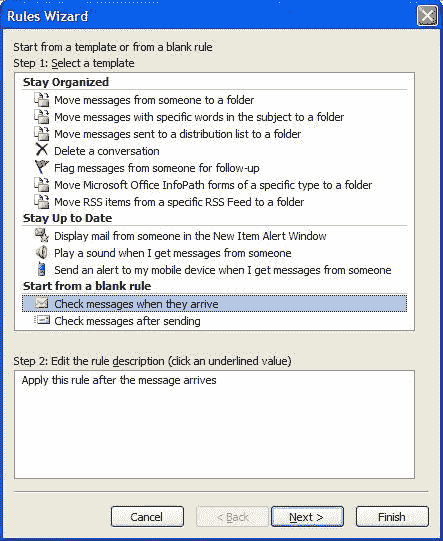 Rules Wizard
Start from a template or from a blank rule
Step 1: Select a template
Stay Organized
Move messages from someone to a folder
Move messages with specific words in the subject to a folder
Move messages sent to a distribution list to a folder
Delete a conversation
Flag messages from someone for follow-up
Move Microsoft Office InfoPath forms of a specific type to a folder
Move RSS items from a specific RSS Feed to a folder
Stay Up to Date
Display mail from someone in the New Item Alert Window
Play a sound when I get messages from someone
Send an alert to my mobile device when I get messages from someone
Start from a blank rule
Check messages when they arrive
Check messages after sending
Step 2: Edit the rule description (click an underlined value)
Apply this rule after the message arrives
Cancel < Back Next > Finish